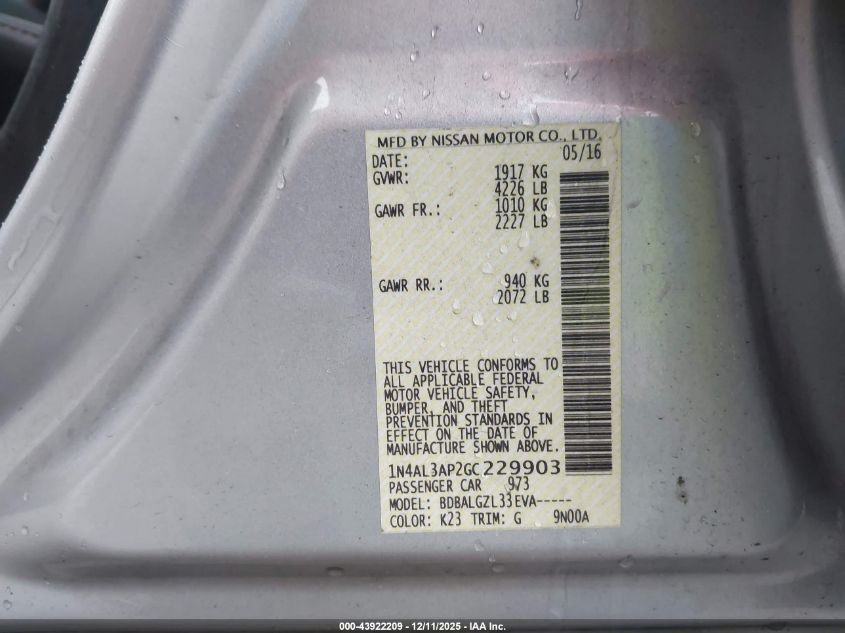 MFD BY NISSAN MOTOR CO., LTD.
DATE: 05/16
GVWR: 1917 KG
4226 LB
GAWR FR.: 1010 KG
2227 LB
GAWR RR.: 940 KG
2072 LB
THIS VEHICLE CONFORMS TO
ALL APPLICABLE FEDERAL
MOTOR VEHICLE SAFETY,
BUMPER, AND THEFT
PREVENTION STANDARDS IN
EFFECT ON THE DATE OF
MANUFACTURE SHOWN ABOVE.
1N4AL3AP2GC229903
PASSENGER CAR 973
MODEL: BDBALGZL33EVA-----
COLOR: K23 TRIM: G 9N00A
000-43922209 - 12/11/2025 - IAA Inc.